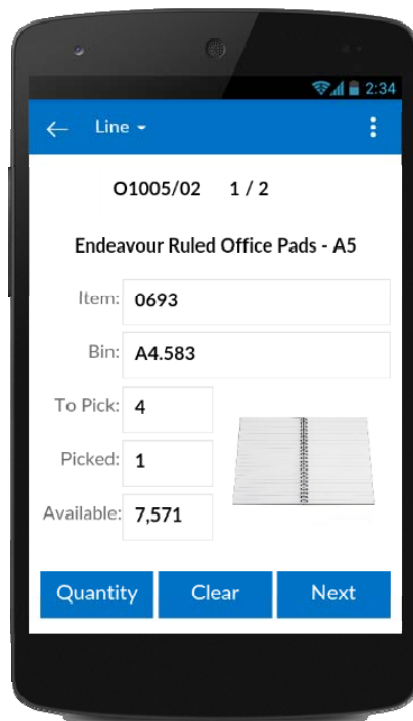 2:34
← Line
O1005/02 1 / 2
Endeavour Ruled Office Pads - A5
Item: 0693
Bin: A4.583
To Pick: 4
Picked: 1
Available: 7,571
Quantity Clear Next